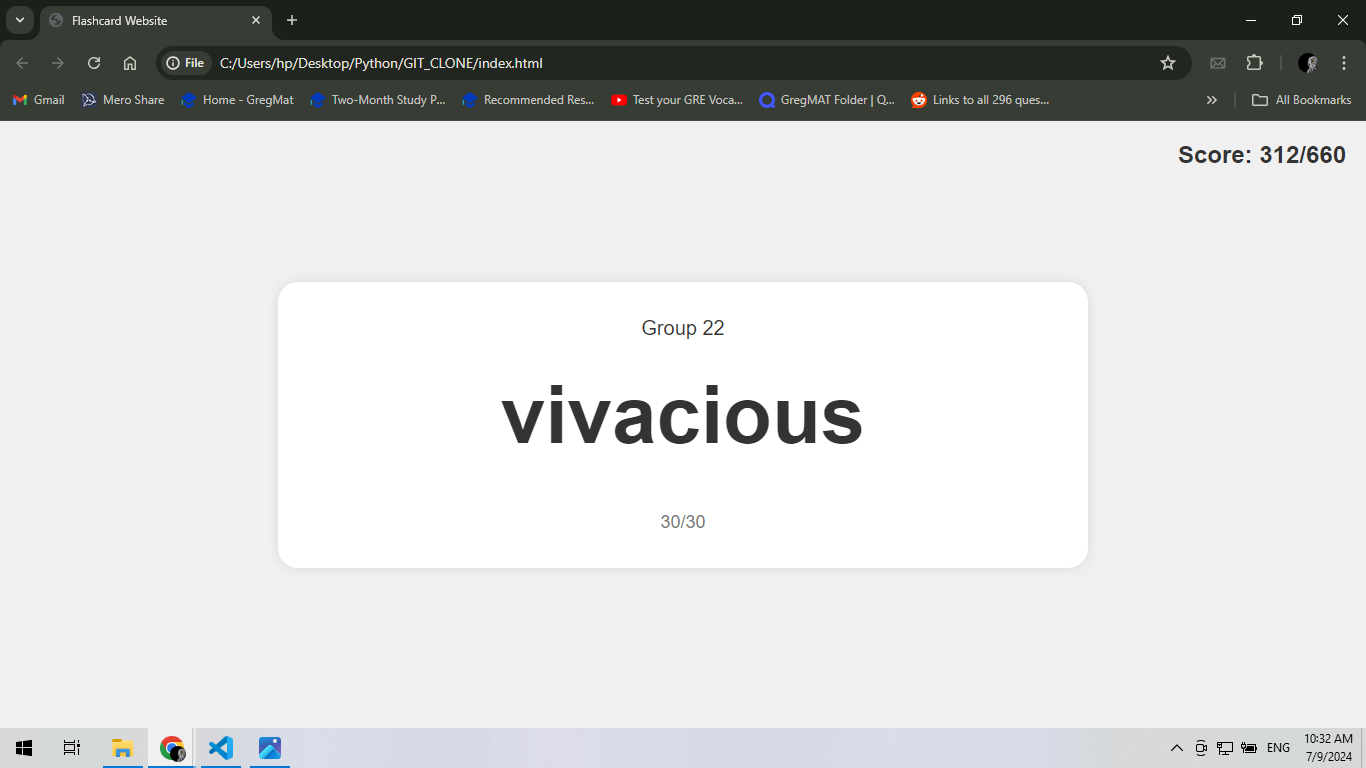 Flashcard Website
File
C:/Users/hp/Desktop/Python/GIT_CLONE/index.html
Gmail
Mero Share
Home - GregMat
Two-Month Study P...
Recommended Res...
Test your GRE Voca...
GregMAT Folder | Q...
Links to all 296 ques...
All Bookmarks
Score: 312/660
Group 22
vivacious
30/30
ENG
10:32 AM
7/9/2024